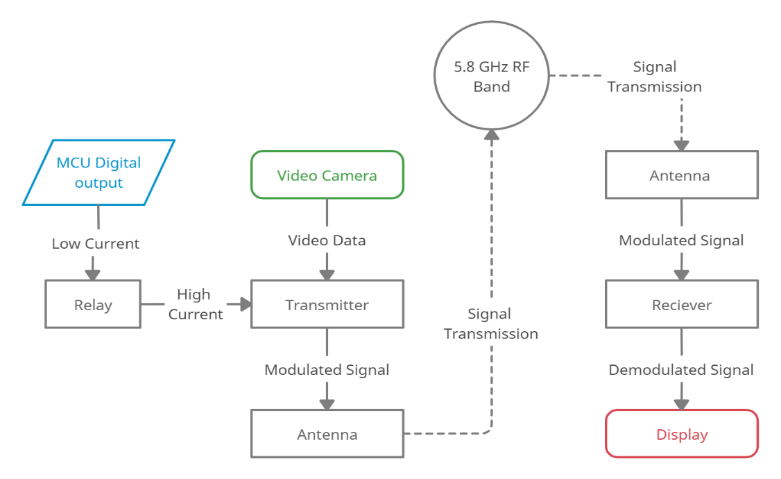 MCU Digital
output
Low Current
Relay
High
Current
Video Camera
Video Data
Transmitter
Modulated Signal
Antenna
Signal
Transmission
5.8 GHz RF
Band
Signal
Transmission
Antenna
Modulated Signal
Reciever
Demodulated Signal
Display